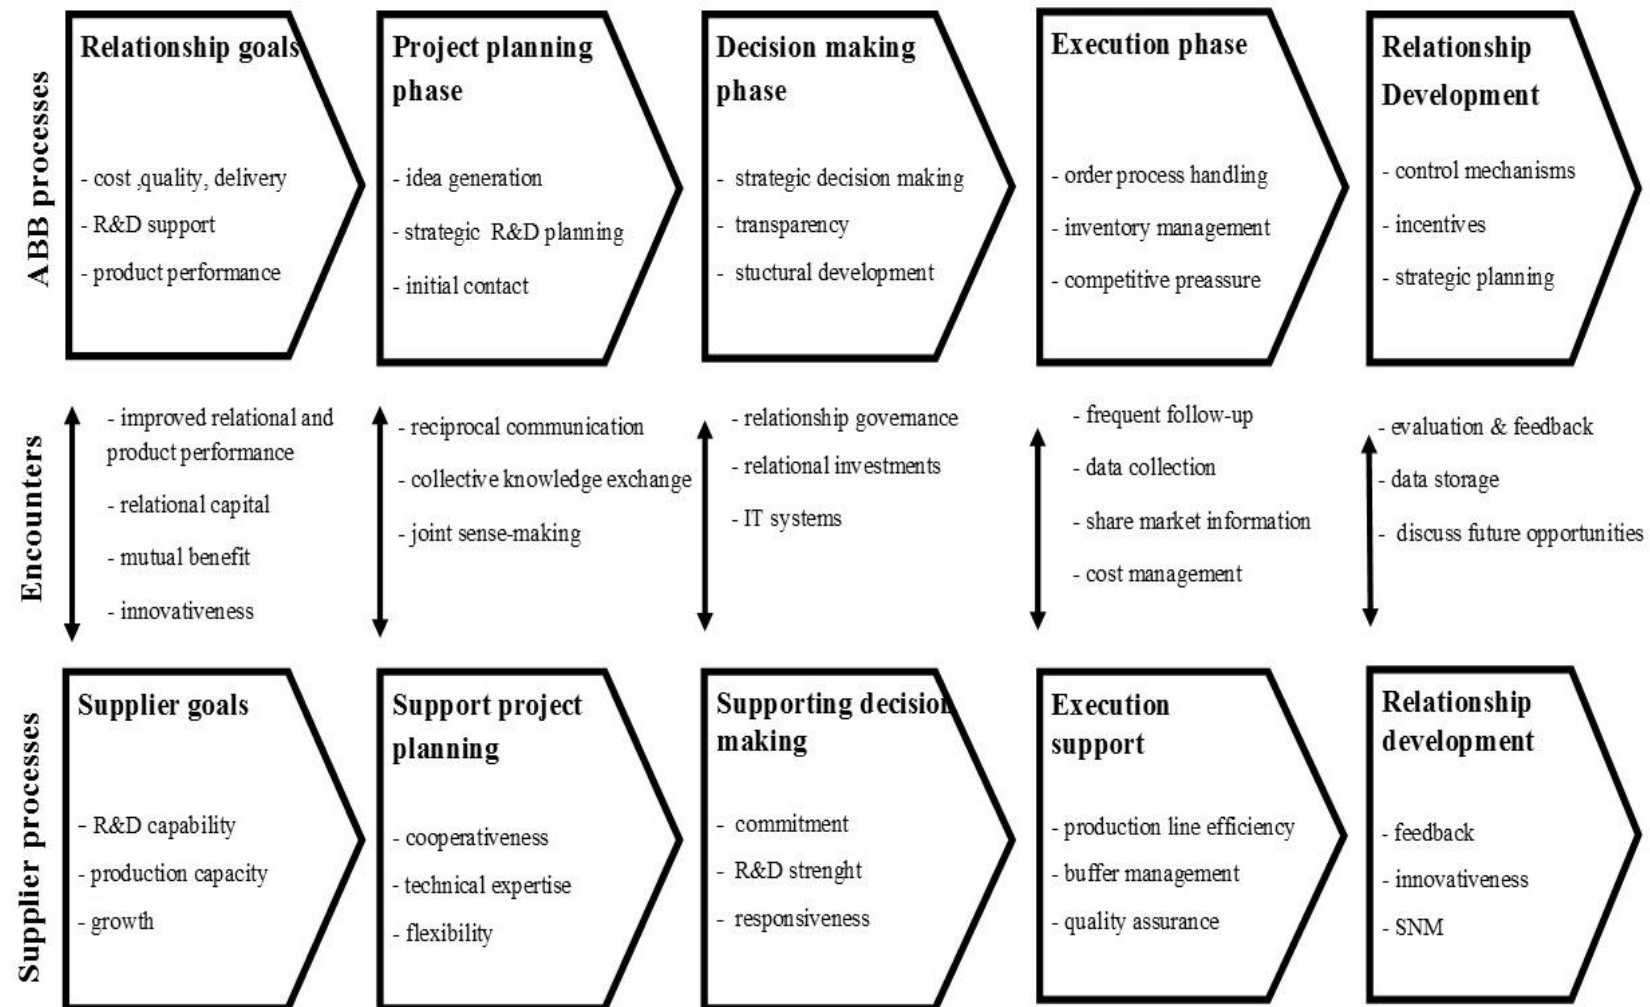 ABB processes
Relationship goals
- cost ,quality, delivery
- R&D support
- product performance
Project planning
phase
- idea generation
- strategic R&D planning
- initial contact
Decision making
phase
- strategic decision making
- transparency
- stuctural development
Execution phase
- order process handling
- inventory management
- competitive preassure
Relationship
Development
- control mechanisms
- incentives
- strategic planning
Encounters
- improved relational and
product performance
- relational capital
- mutual benefit
- innovativeness
- reciprocal communication
- collective knowledge exchange
- joint sense-making
- relationship governance
- relational investments
- IT systems
- frequent follow-up
- data collection
- share market information
- cost management
- evaluation & feedback
- data storage
- discuss future opportunities
Supplier processes
Supplier goals
- R&D capability
- production capacity
- growth
Support project
planning
- cooperativeness
- technical expertise
- flexibility
Supporting decision
making
- commitment
- R&D strenght
- responsiveness
Execution
support
- production line efficiency
- buffer management
- quality assurance
Relationship
development
- feedback
- innovativeness
- SNM